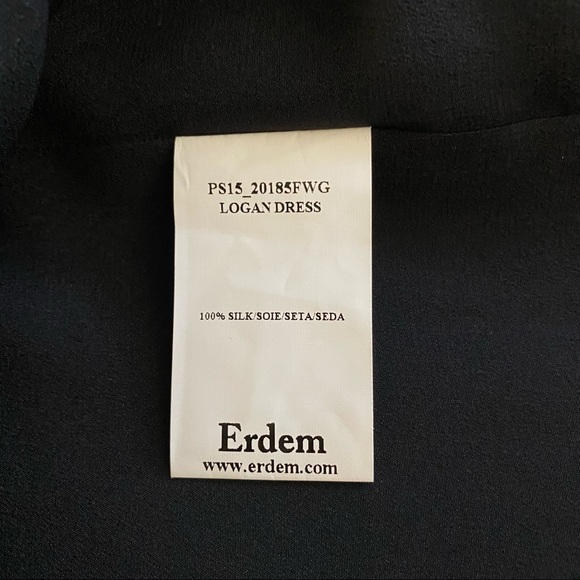 PS15_20185FWG
LOGAN DRESS
100% SILK/SOIE/SETA/SEDA
Erdem
www.erdem.com